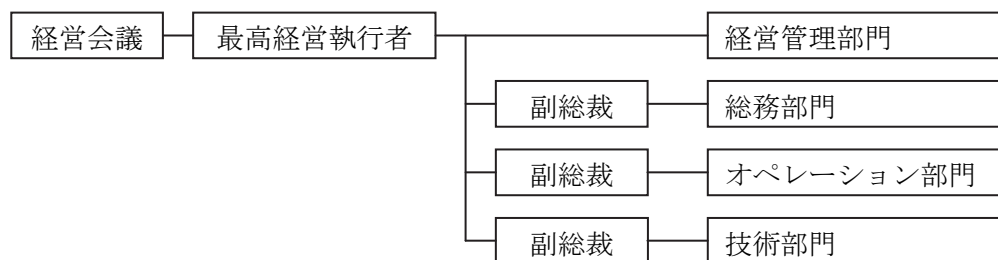 経営会議
最高経営執行者
経営管理部門
副総裁
総務部門
副総裁
オペレーション部門
副総裁
技術部門